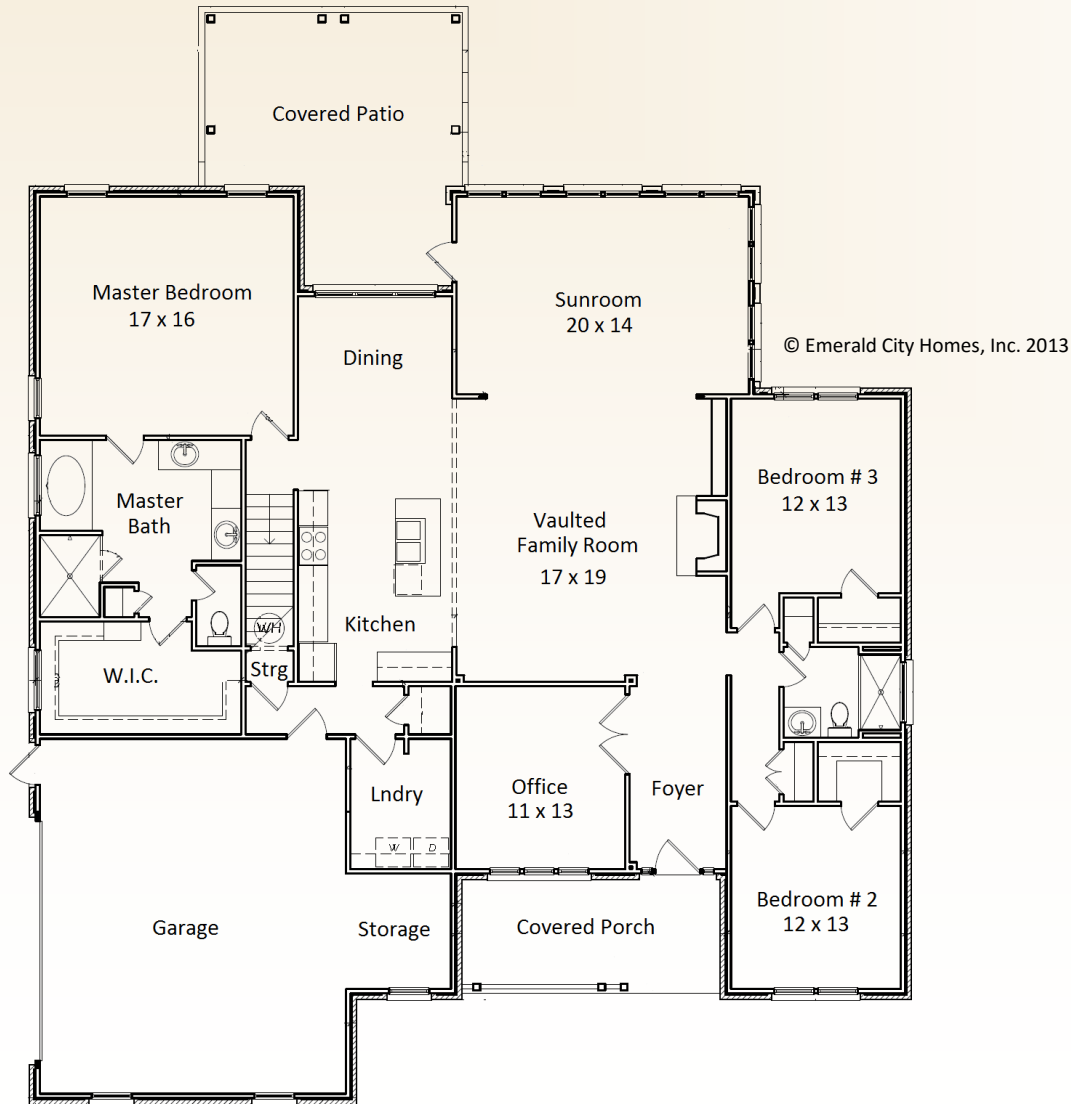 Covered Patio
Master Bedroom
17 x 16
Sunroom
20 x 14
© Emerald City Homes, Inc. 2013
Dining
Bedroom # 3
12 x 13
Master
Bath
Vaulted
Family Room
17 x 19
WH
Kitchen
Strg
W.I.C.
Lndry
Office
11 x 13
Foyer
W
D
Bedroom # 2
12 x 13
Garage
Storage
Covered Porch